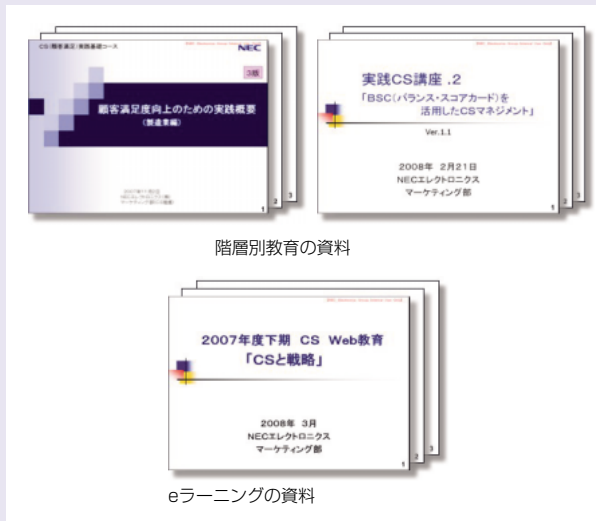 CS(顧客満足)実践基礎コース
NEC
3版
顧客満足度向上のための実践概要
(製造業編)
1
2
3
実践CS講座 .2
「BSC(バランス・スコアカード)を
活用したCSマネジメント」
Ver.1.1
2008年 2月21日
NECエレクトロニクス
マーケティング部
1
2
3
階層別教育の資料
2007年度下期 CS Web教育
「CSと戦略」
2008年 3月
NECエレクトロニクス
マーケティング部
1
2
3
eラーニングの資料